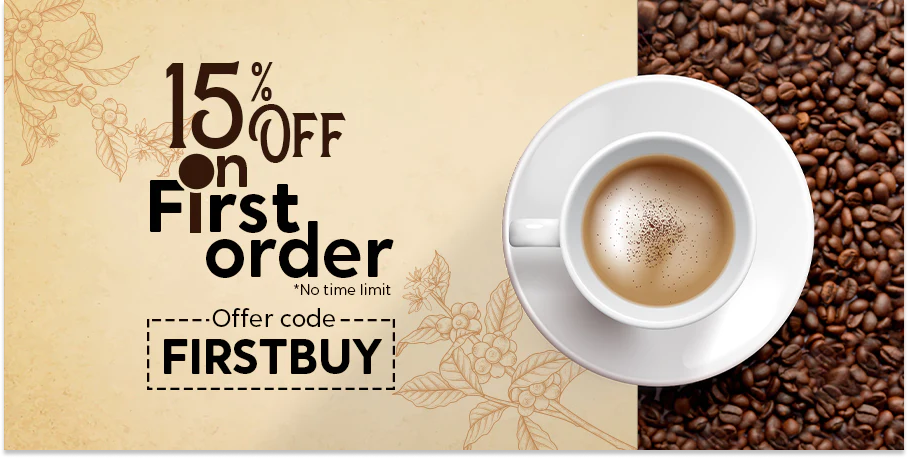 15% OFF
on
First
order
*No time limit
Offer code
FIRSTBUY